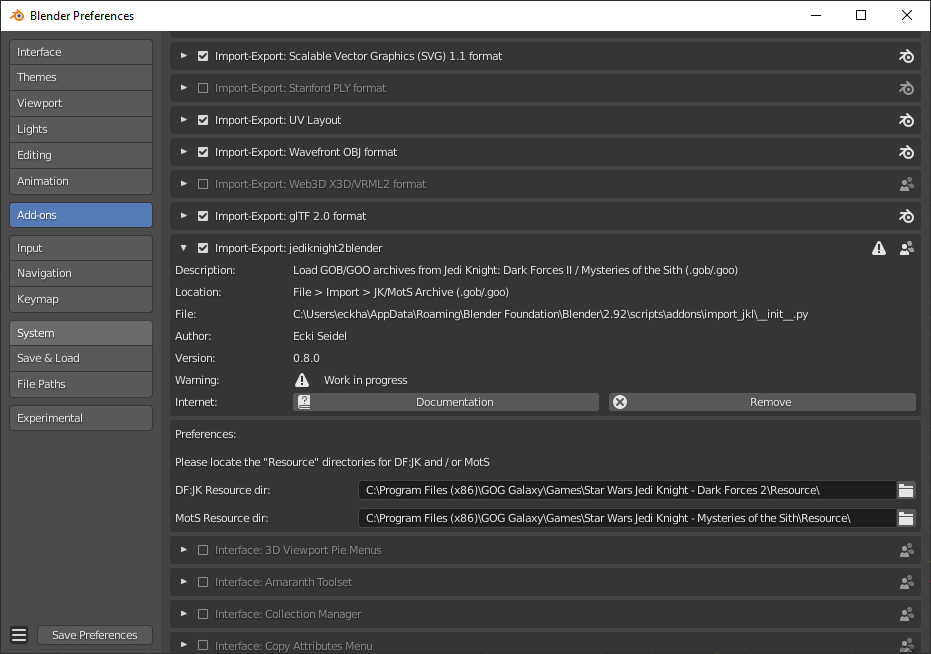 Blender Preferences
Interface
Themes
Viewport
Lights
Editing
Animation
Add-ons
Input
Navigation
Keymap
System
Save & Load
File Paths
Experimental
Save Preferences
Import-Export: Scalable Vector Graphics (SVG) 1.1 format
Import-Export: Stanford PLY format
Import-Export: UV Layout
Import-Export: Wavefront OBJ format
Import-Export: Web3D X3D/VRML2 format
Import-Export: glTF 2.0 format
Import-Export: jediknight2blender
Description: Load GOB/GOO archives from Jedi Knight: Dark Forces II / Mysteries of the Sith (.gob/.goo)
Location: File > Import > JK/MotS Archive (.gob/.goo)
File: C:\Users\eckha\AppData\Roaming\Blender Foundation\Blender\2.92\scripts\addons\import_jkl\__init__.py
Author: Ecki Seidel
Version: 0.8.0
Warning: Work in progress
Internet: Documentation Remove
Preferences:
Please locate the "Resource" directories for DF:JK and / or MotS
DF:JK Resource dir: C:\Program Files (x86)\GOG Galaxy\Games\Star Wars Jedi Knight - Dark Forces 2\Resource\
MotS Resource dir: C:\Program Files (x86)\GOG Galaxy\Games\Star Wars Jedi Knight - Mysteries of the Sith\Resource\
Interface: 3D Viewport Pie Menus
Interface: Amaranth Toolset
Interface: Collection Manager
Interface: Copy Attributes Menu